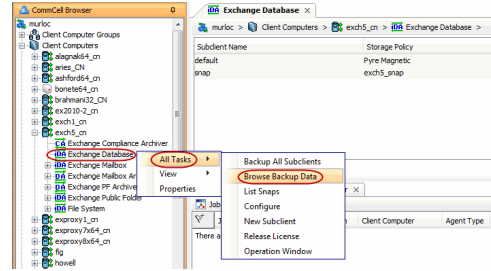 CommCell Browser
murloc
Client Computer Groups
Client Computers
alagnak64_cn
aries_CN
ashford64_cn
bonete64_cn
brahmani32_CN
ex2010-2_cn
exch1_cn
exch5_cn
Exchange Compliance Archiver
Exchange Database
Exchange Mailbox
Exchange Mailbox Ar
Exchange PF Archive
Exchange Public Fold
File System
exproxy1_cn
exproxy7x64_cn
exproxy8x64_cn
fig
howell
All Tasks
View
Properties
Backup All Subclients
Browse Backup Data
List Snaps
Configure
New Subclient
Release License
Operation Window
Exchange Database
murloc > Client Computers > exch5_cn > Exchange Database >
Subclient Name Storage Policy
default Pyre Magnetic
snap exch5_snap
Job
Client Computer Agent Type
There a